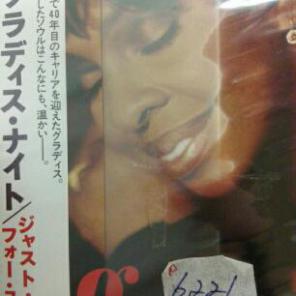 で40年目のキャリアを迎えたグラディス。
したソウルはこんなにも、温かい──。
ラディス・ナイト/
ジャスト・
フォー・ユ
6221